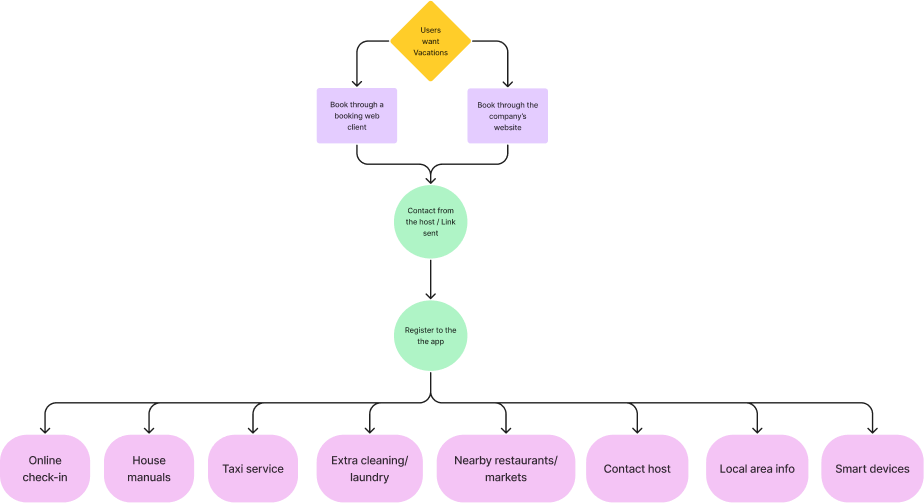 Users
want
Vacations
Book through a
booking web
client
Book through the
company's
website
Contact from
the host / Link
sent
Register to the
the app
Online
check-in
House
manuals
Taxi service
Extra cleaning/
laundry
Nearby restaurants/
markets
Contact host
Local area info
Smart devices